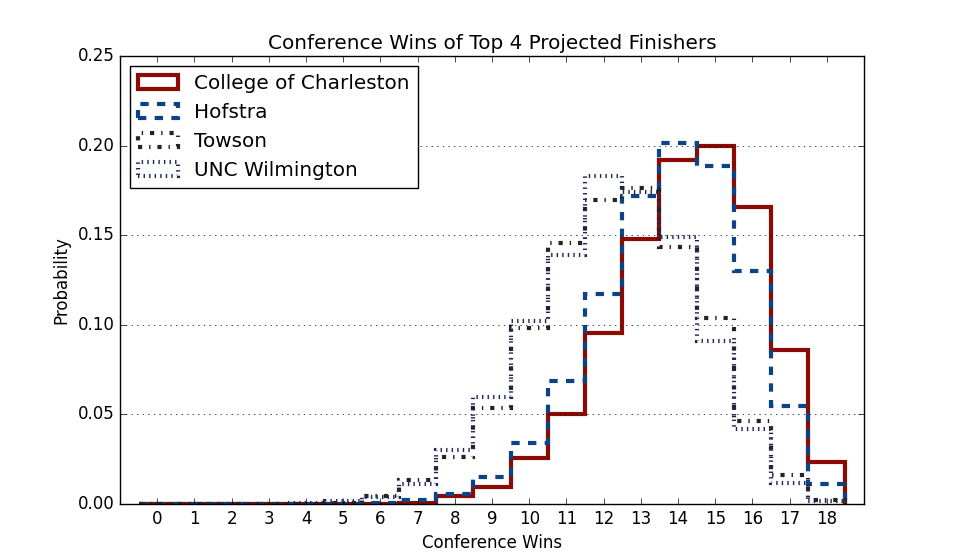 Conference Wins of Top 4 Projected Finishers
0.25
College of Charleston
Hofstra
Towson
UNC Wilmington
0.20
0.15
Probability
0.10
0.05
0.00
0 1 2 3 4 5 6 7 8 9 10 11 12 13 14 15 16 17 18
Conference Wins